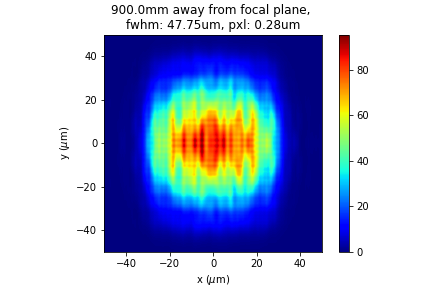 900.0mm away from focal plane,
fwhm: 47.75um, pxl: 0.28um
40
20
0
−20
−40
y (μm)
−40 −20 0 20 40
x (μm)
80
60
40
20
0